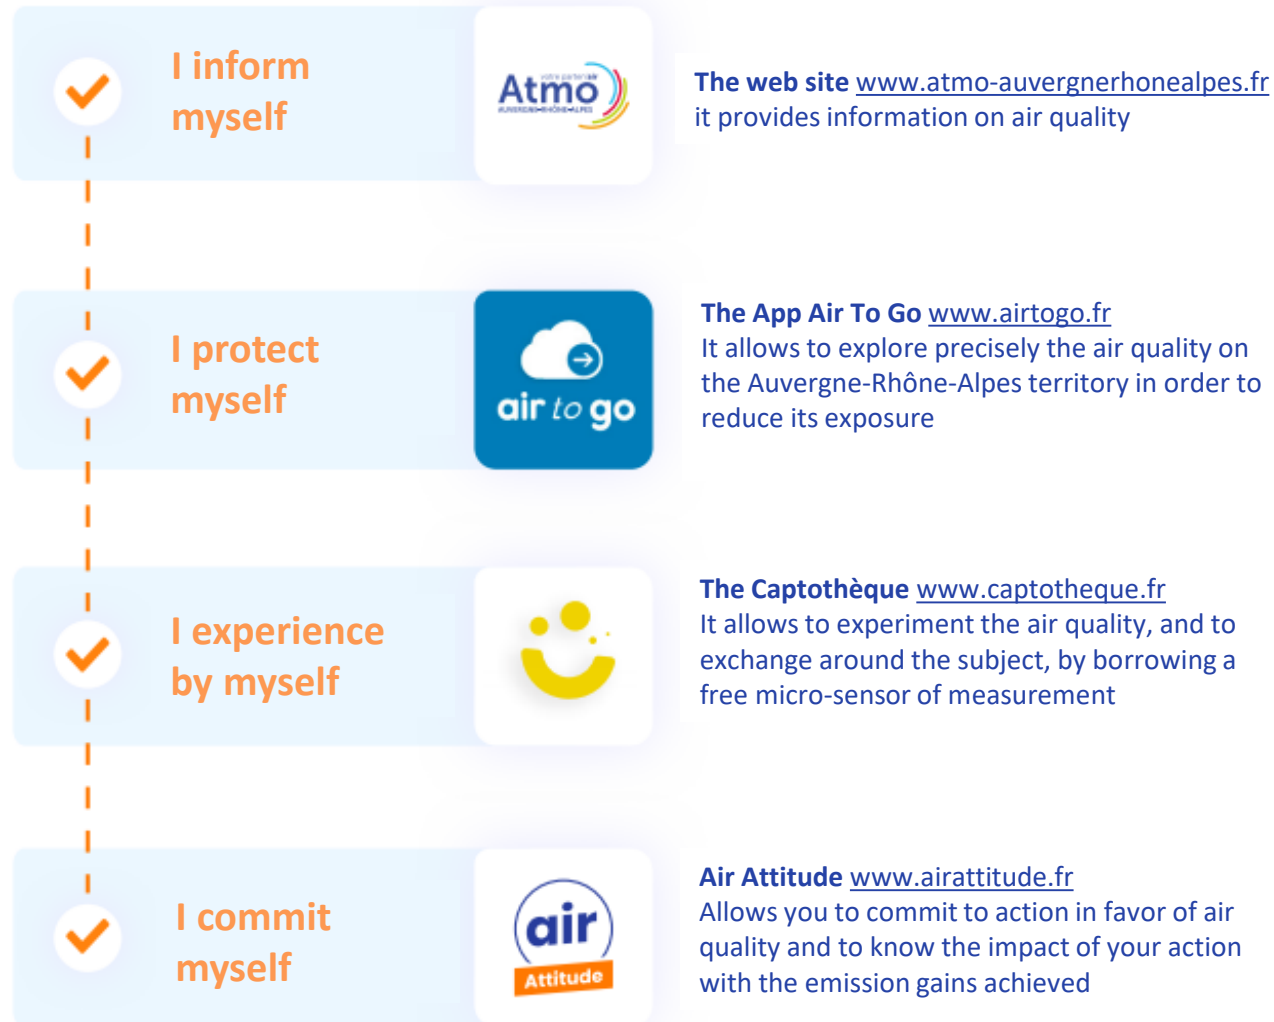 I inform
myself
votre partenair
Atmo
AUVERGNE-RHÔNE-ALPES
The web site www.atmo-auvergnerhonealpes.fr
it provides information on air quality
I protect
myself
air to go
The App Air To Go www.airtogo.fr
It allows to explore precisely the air quality on
the Auvergne-Rhône-Alpes territory in order to
reduce its exposure
I experience
by myself
The Captothèque www.captotheque.fr
It allows to experiment the air quality, and to
exchange around the subject, by borrowing a
free micro-sensor of measurement
I commit
myself
air
Attitude
Air Attitude www.airattitude.fr
Allows you to commit to action in favor of air
quality and to know the impact of your action
with the emission gains achieved